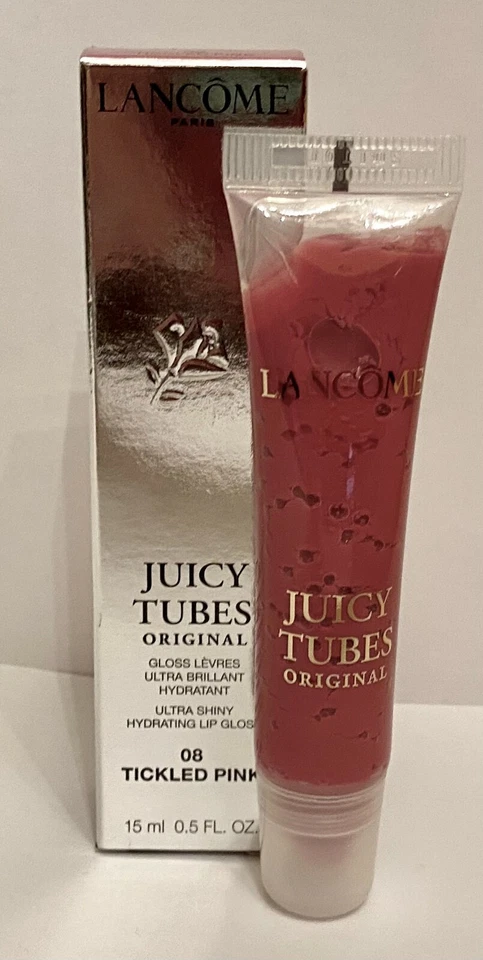 LANCÔME
PARIS
JUICY
TUBES
ORIGINAL
GLOSS LÈVRES
ULTRA BRILLANT
HYDRATANT
ULTRA SHINY
HYDRATING LIP GLOS
08
TICKLED PINK
15 ml 0.5 FL. OZ.
LANCÔME
JUICY
TUBES
ORIGINAL